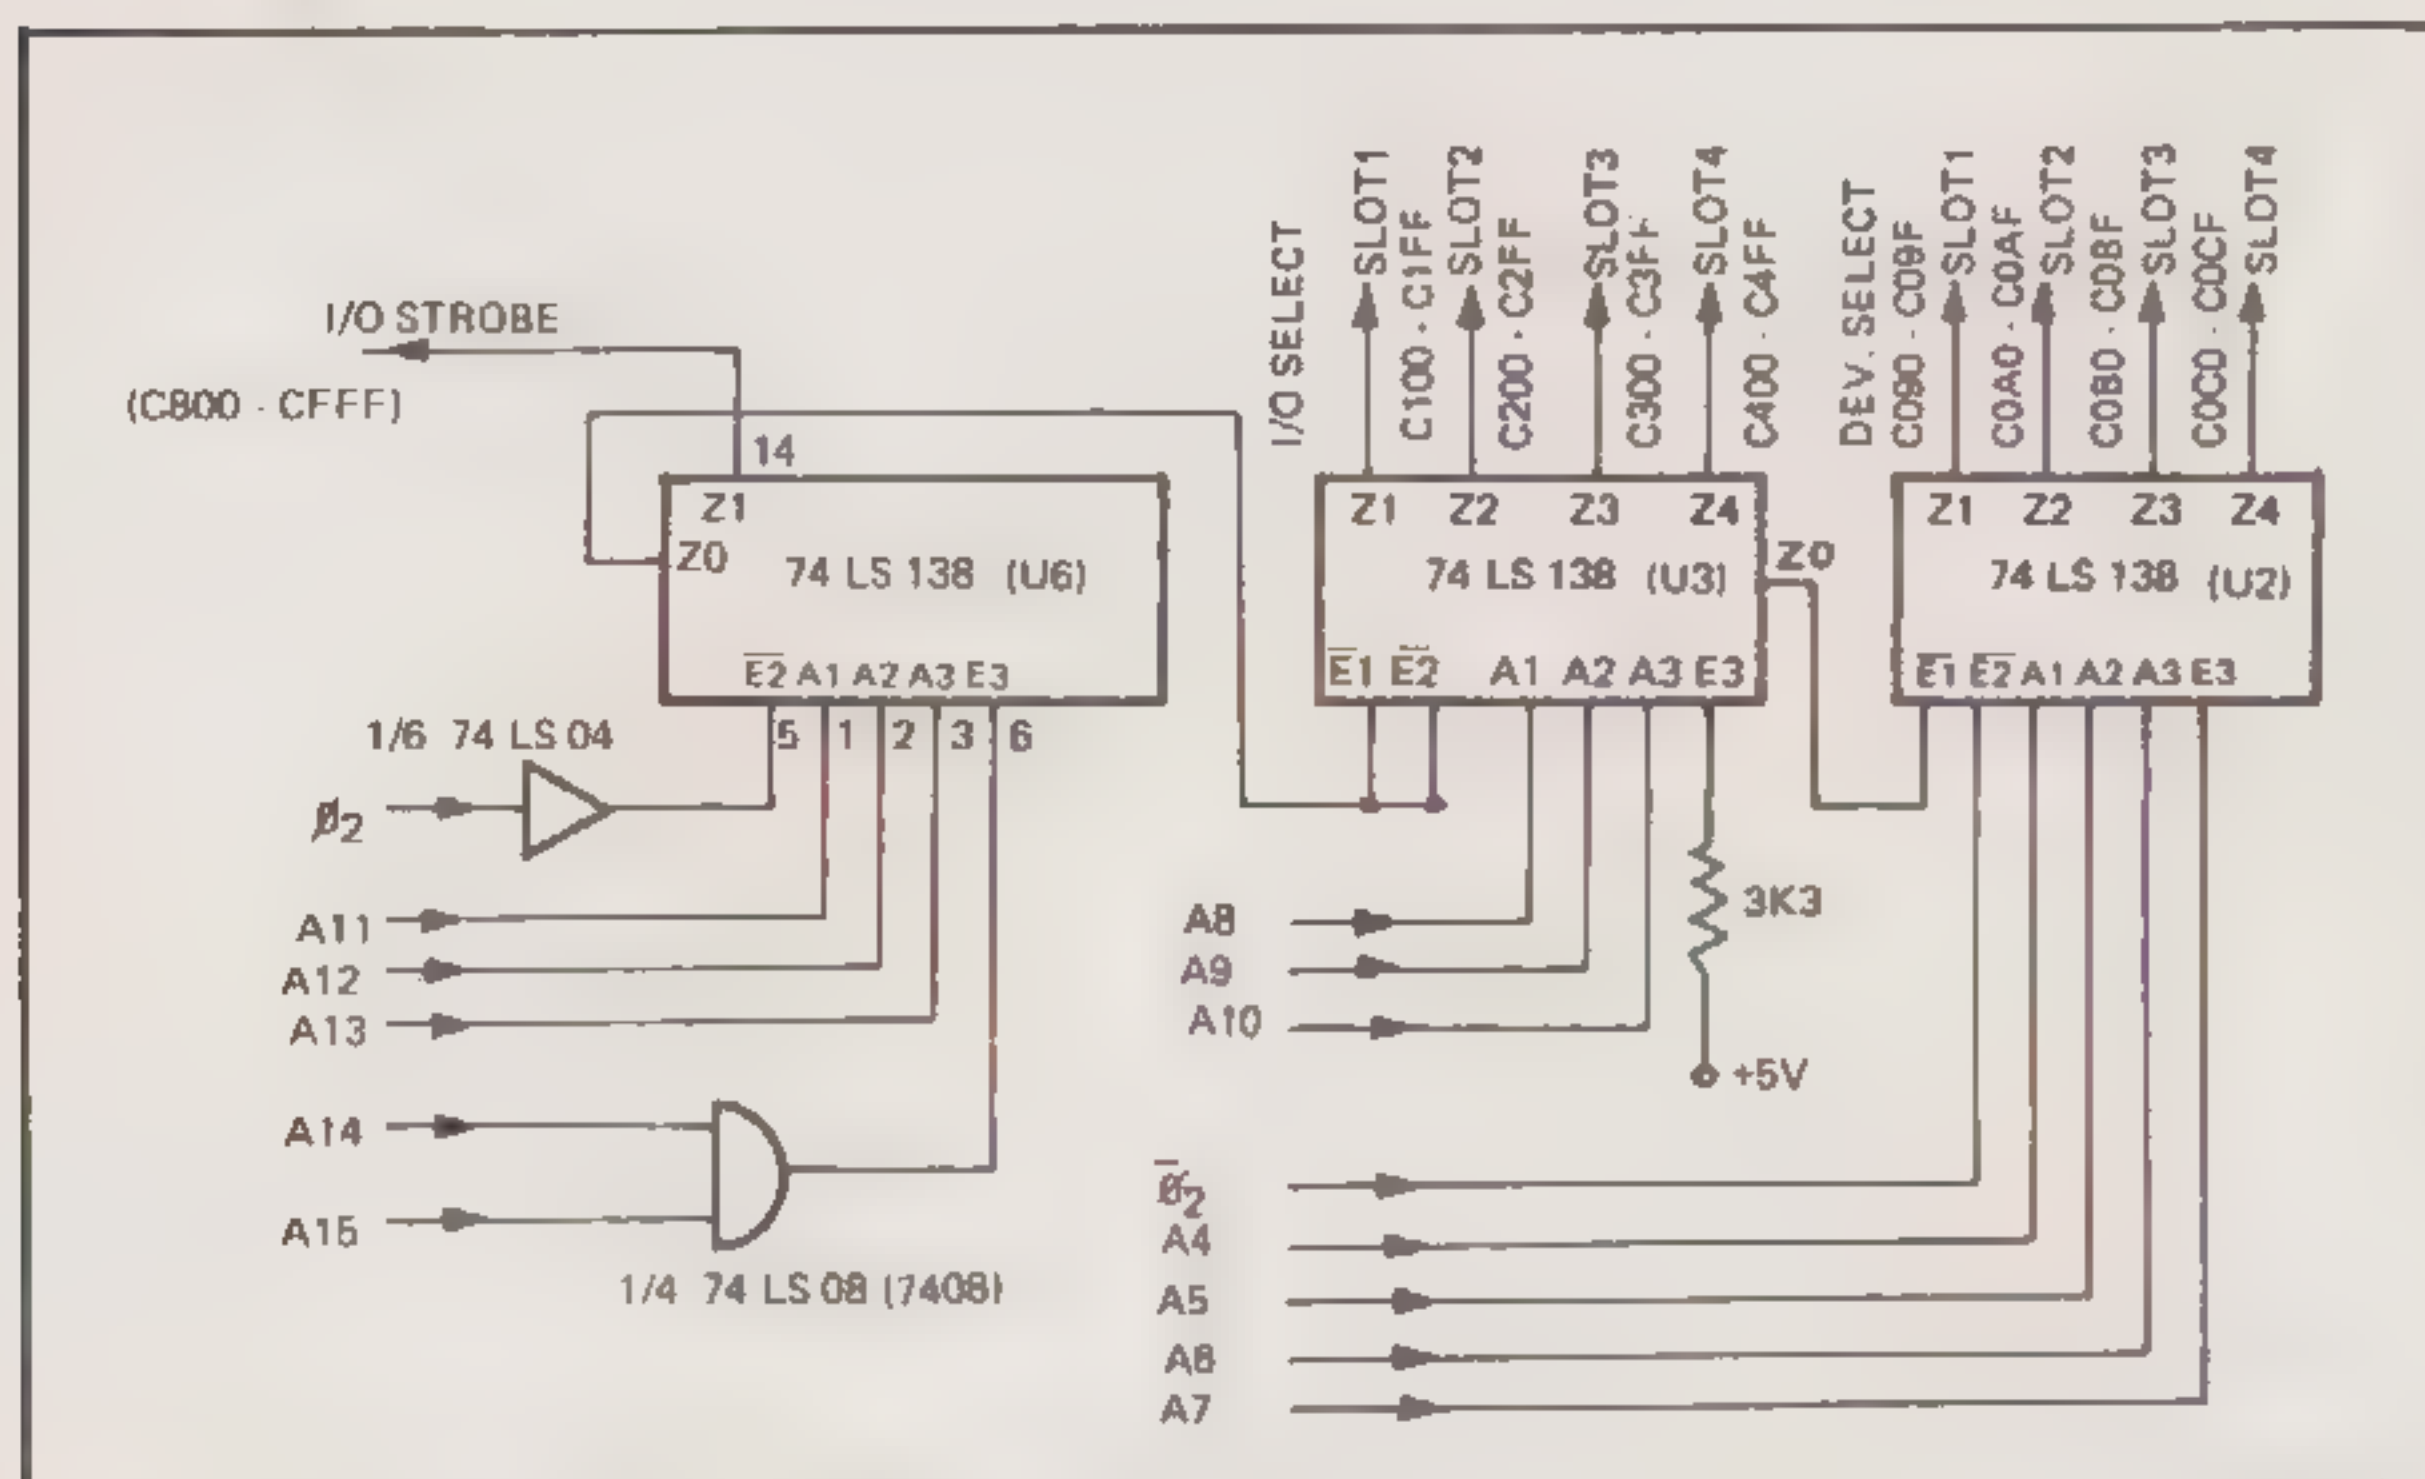 I/O STROBE
(C800 - CFFF)
14
Z1
Z0
74 LS 138 (U6)
E2 A1 A2 A3 E3
5 1 2 3 6
1/6 74 LS 04
Ø2
A11
A12
A13
A14
A15
1/4 74 LS 08 (7408)
I/O SELECT
SLOT1
C100 - C1FF
SLOT2
C200 - C2FF
SLOT3
C300 - C3FF
SLOT4
C400 - C4FF
Z1 Z2 Z3 Z4
74 LS 138 (U3)
Z0
E1 E2 A1 A2 A3 E3
A8
A9
A10
3K3
+5V
DEV. SELECT
C090 - C09F
SLOT1
C0A0 - C0AF
SLOT2
C0B0 - C0BF
SLOT3
C0C0 - C0CF
SLOT4
Z1 Z2 Z3 Z4
74 LS 138 (U2)
E1 E2 A1 A2 A3 E3
Ø2
A4
A5
A6
A7